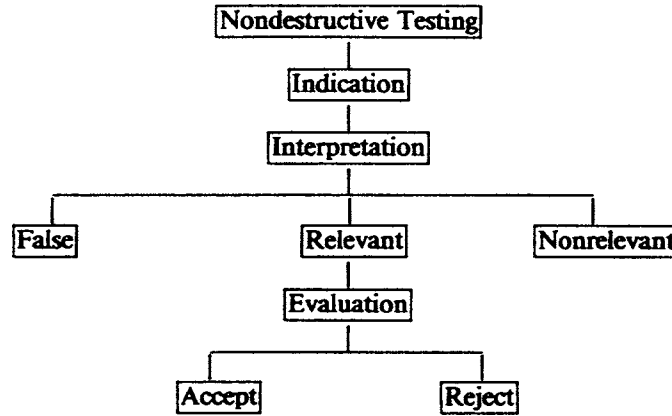 Nondestructive Testing
Indication
Interpretation
False Relevant Nonrelevant
Evaluation
Accept Reject